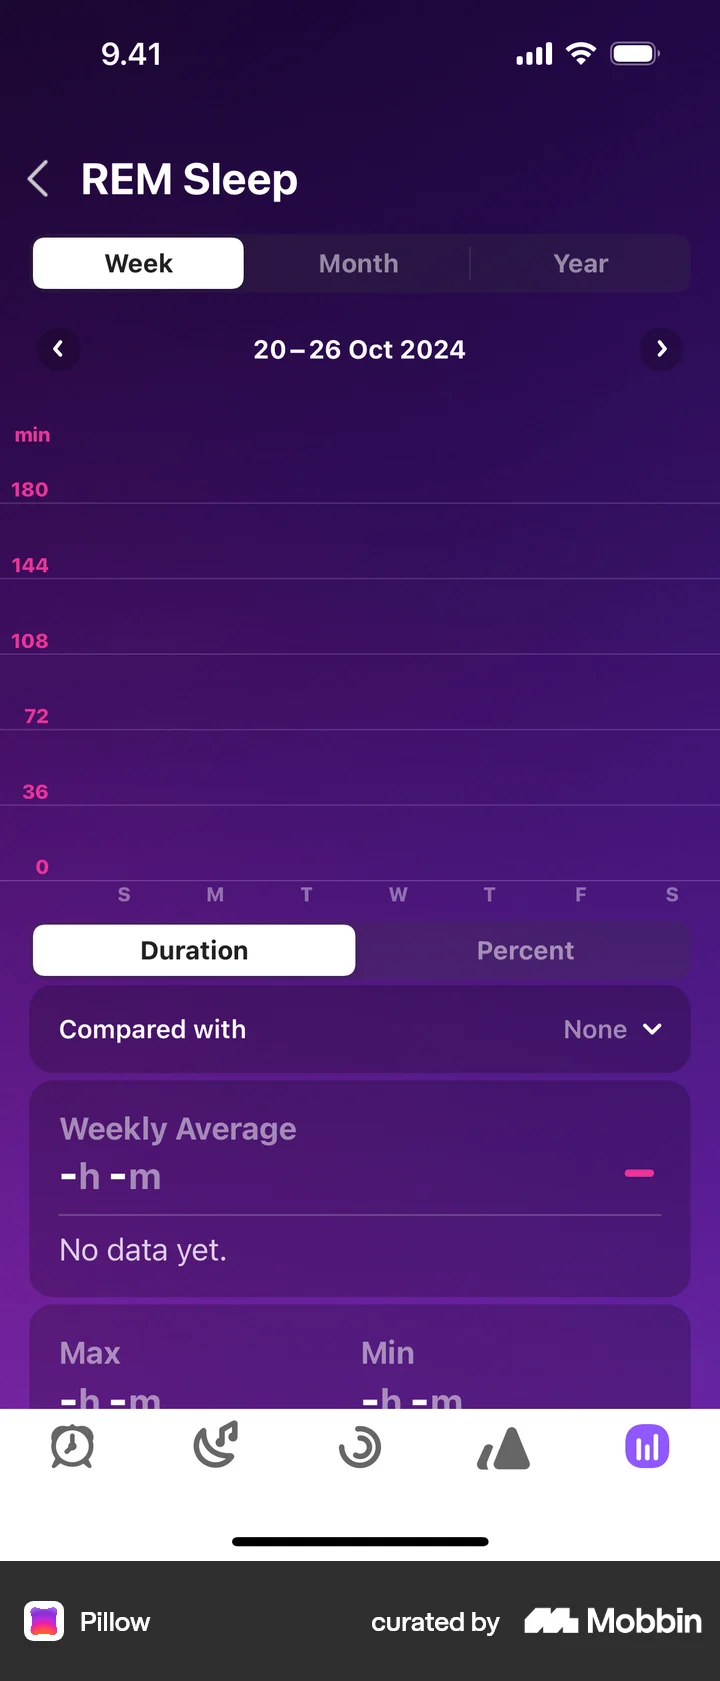 9.41
REM Sleep
Week Month Year
20 – 26 Oct 2024
min
180
144
108
72
36
0
S M T W T F S
Duration Percent
Compared with None
Weekly Average
-h -m
No data yet.
Max Min
-h -m -h -m
Pillow curated by Mobbin